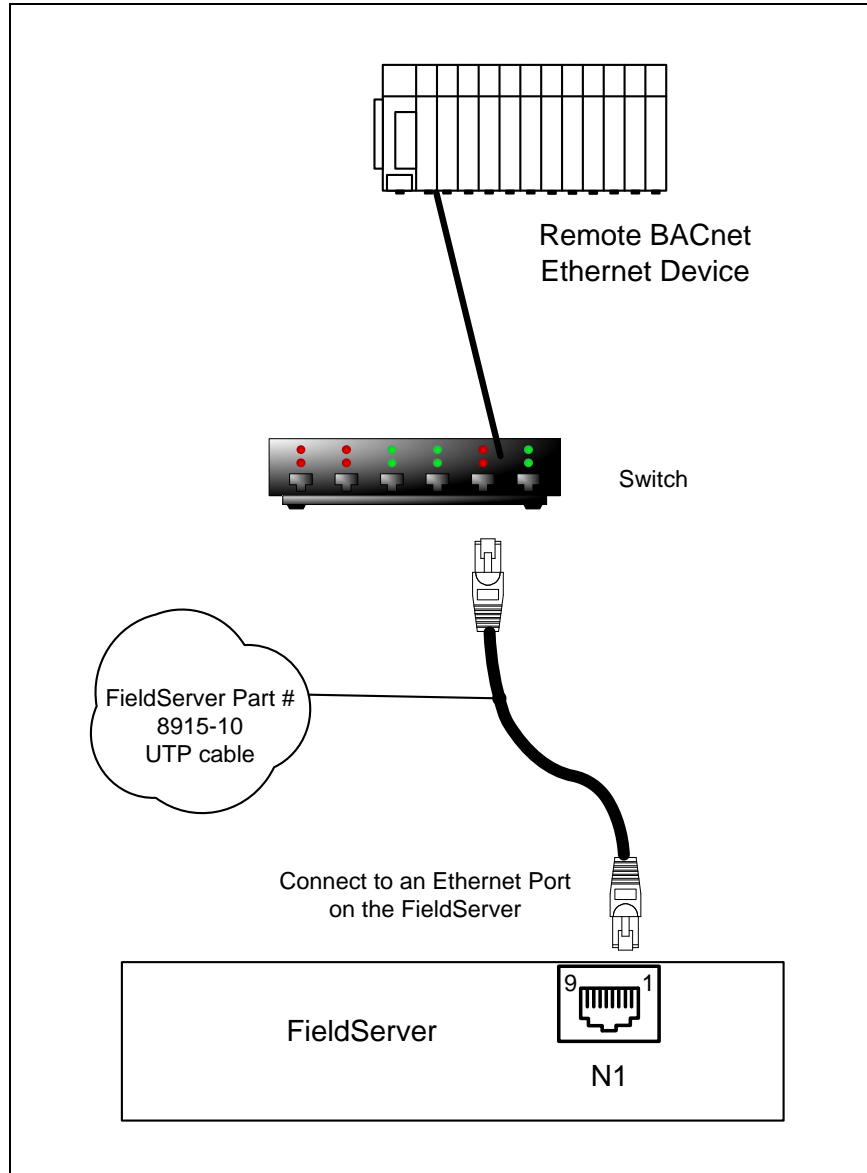 Remote BACnet
Ethernet Device
Switch
FieldServer Part #
8915-10
UTP cable
Connect to an Ethernet Port
on the FieldServer
9 1
FieldServer
N1